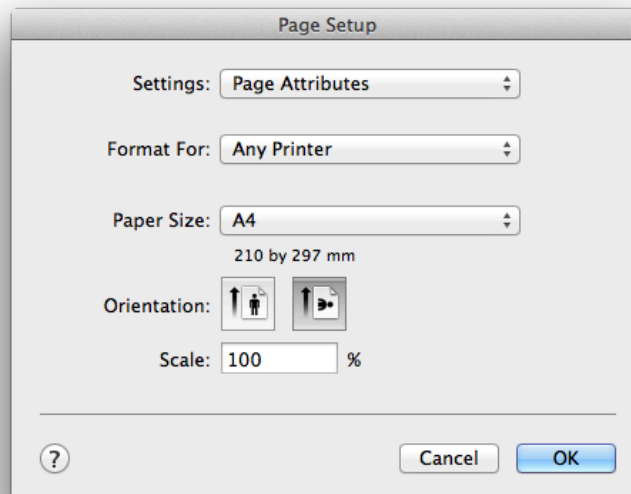 Page Setup
Settings: Page Attributes
Format For: Any Printer
Paper Size: A4
210 by 297 mm
Orientation:
Scale: 100 %
? Cancel OK